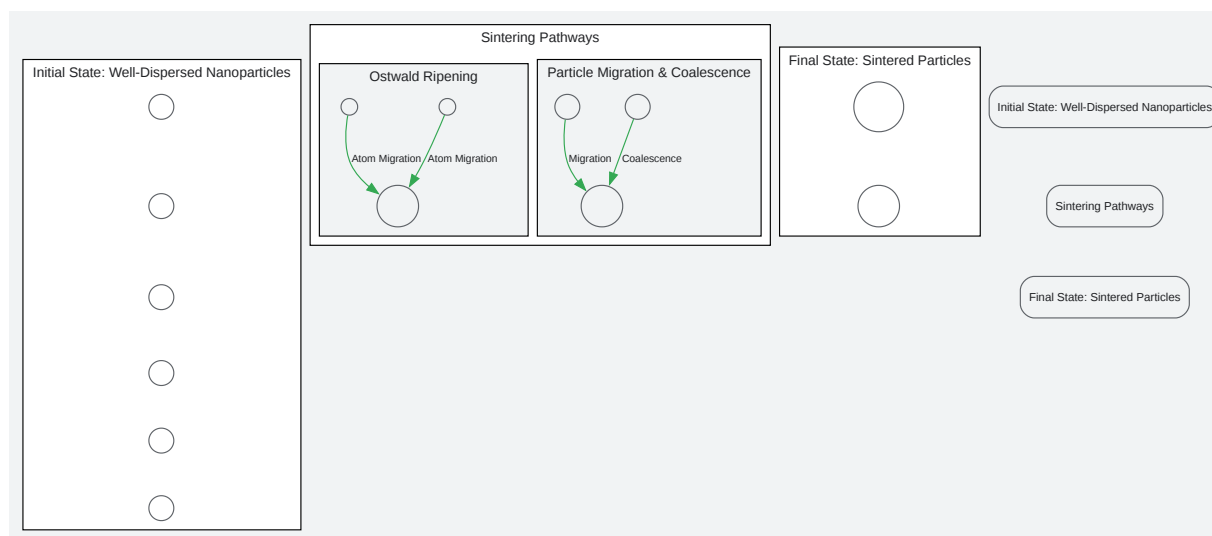 Sintering Pathways
Initial State: Well-Dispersed Nanoparticles
Ostwald Ripening
Particle Migration & Coalescence
Final State: Sintered Particles
Atom Migration
Atom Migration
Migration
Coalescence
Initial State: Well-Dispersed Nanoparticles
Sintering Pathways
Final State: Sintered Particles